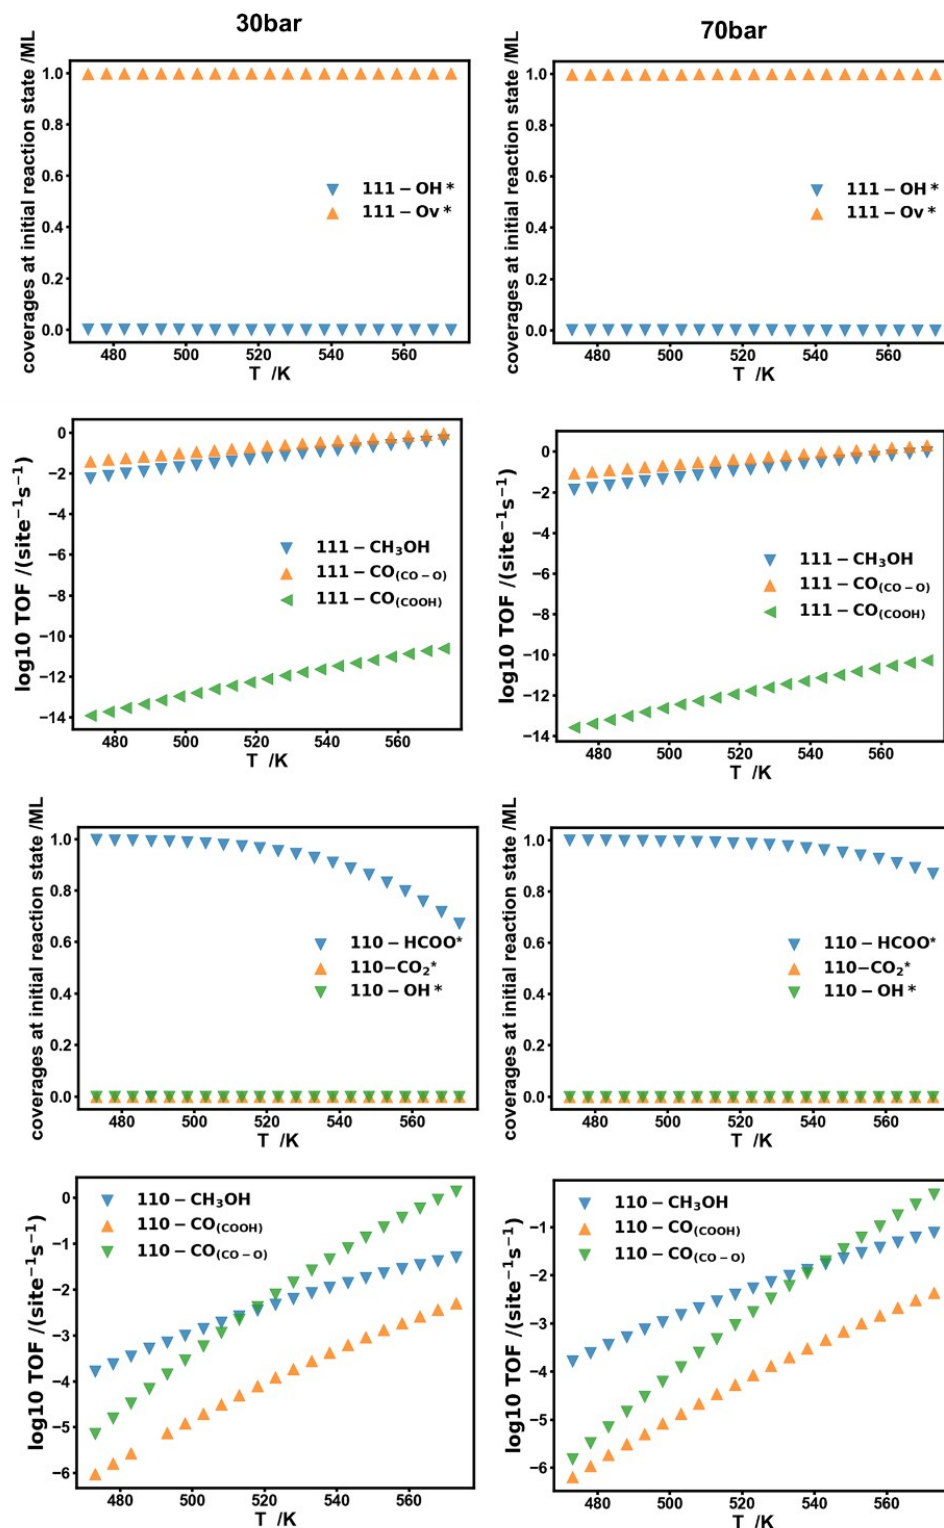 30bar
70bar
coverages at initial reaction state /ML
1.0
0.8
0.6
0.4
0.2
0.0
111−OH*
111−Ov*
480
500
520
540
560
T /K
coverages at initial reaction state /ML
1.0
0.8
0.6
0.4
0.2
0.0
111−OH*
111−Ov*
480
500
520
540
560
T /K
log10 TOF /(site⁻¹s⁻¹)
0
−2
−4
−6
−8
−10
−12
−14
111−CH₃OH
111−CO(CO−O)
111−CO(COOH)
480
500
520
540
560
T /K
log10 TOF /(site⁻¹s⁻¹)
0
−2
−4
−6
−8
−10
−12
−14
111−CH₃OH
111−CO(CO−O)
111−CO(COOH)
480
500
520
540
560
T /K
coverages at initial reaction state /ML
1.0
0.8
0.6
0.4
0.2
0.0
110−HCOO*
110−CO₂*
110−OH*
480
500
520
540
560
T /K
coverages at initial reaction state /ML
1.0
0.8
0.6
0.4
0.2
0.0
110−HCOO*
110−CO₂*
110−OH*
480
500
520
540
560
T /K
log10 TOF /(site⁻¹s⁻¹)
0
−1
−2
−3
−4
−5
−6
110−CH₃OH
110−CO(COOH)
110−CO(CO−O)
480
500
520
540
560
T /K
log10 TOF /(site⁻¹s⁻¹)
−1
−2
−3
−4
−5
−6
110−CH₃OH
110−CO(COOH)
110−CO(CO−O)
480
500
520
540
560
T /K